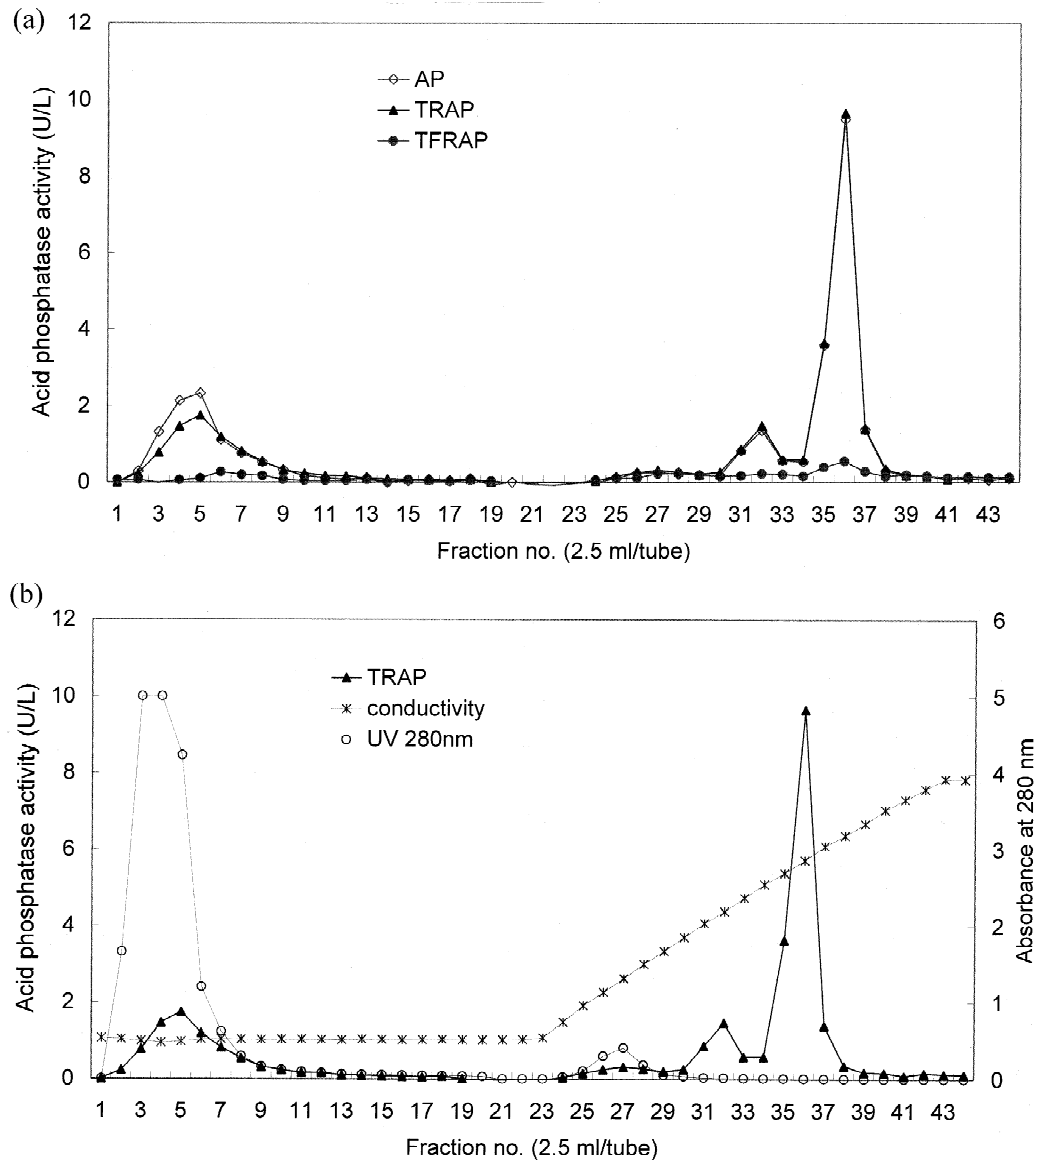 (a)
12
10
8
6
4
2
0
Acid phosphatase activity (U/L)
AP
TRAP
TFRAP
1 3 5 7 9 11 13 15 17 19 21 23 25 27 29 31 33 35 37 39 41 43
Fraction no. (2.5 ml/tube)
(b)
12
10
8
6
4
2
0
Acid phosphatase activity (U/L)
TRAP
conductivity
UV 280nm
6
5
4
3
2
1
0
Absorbance at 280 nm
1 3 5 7 9 11 13 15 17 19 21 23 25 27 29 31 33 35 37 39 41 43
Fraction no. (2.5 ml/tube)